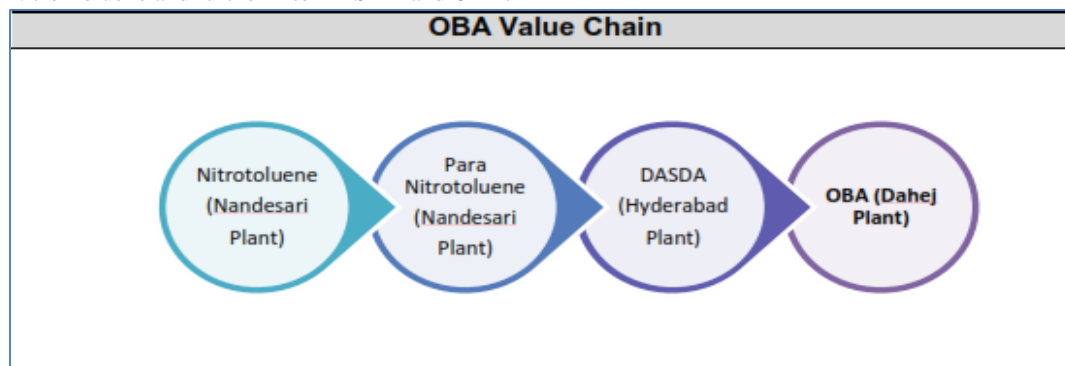 OBA Value Chain
Nitrotoluene
(Nandesari
Plant)
Para
Nitrotoluene
(Nandesari
Plant)
DASDA
(Hyderabad
Plant)
OBA (Dahej
Plant)